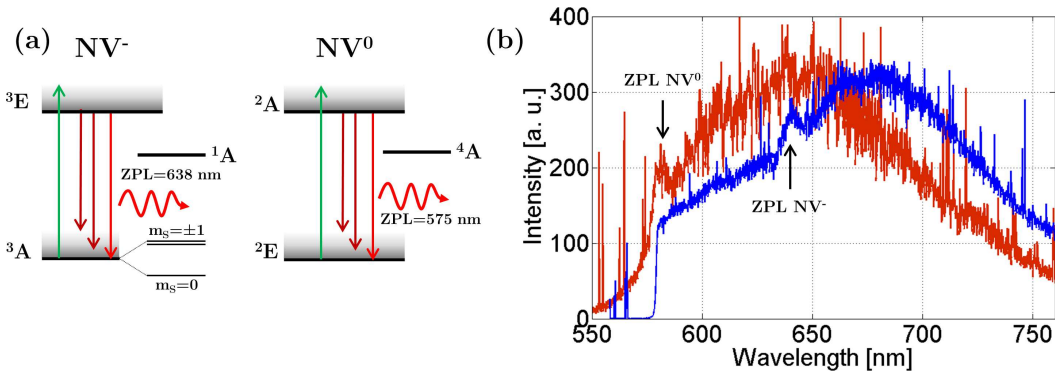 (a)
NV⁻
NV⁰
³E
¹A
ZPL=638 nm
³A
mₛ=±1
mₛ=0
²A
⁴A
ZPL=575 nm
²E
(b)
400
300
200
100
0
Intensity [a. u.]
ZPL NV⁰
ZPL NV⁻
550
600
650
700
750
Wavelength [nm]